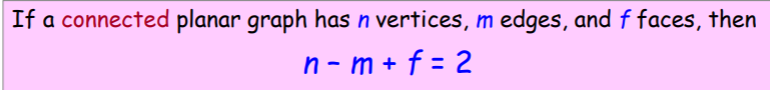 If a connected planar graph has n vertices, m edges, and f faces, then
n – m + f = 2